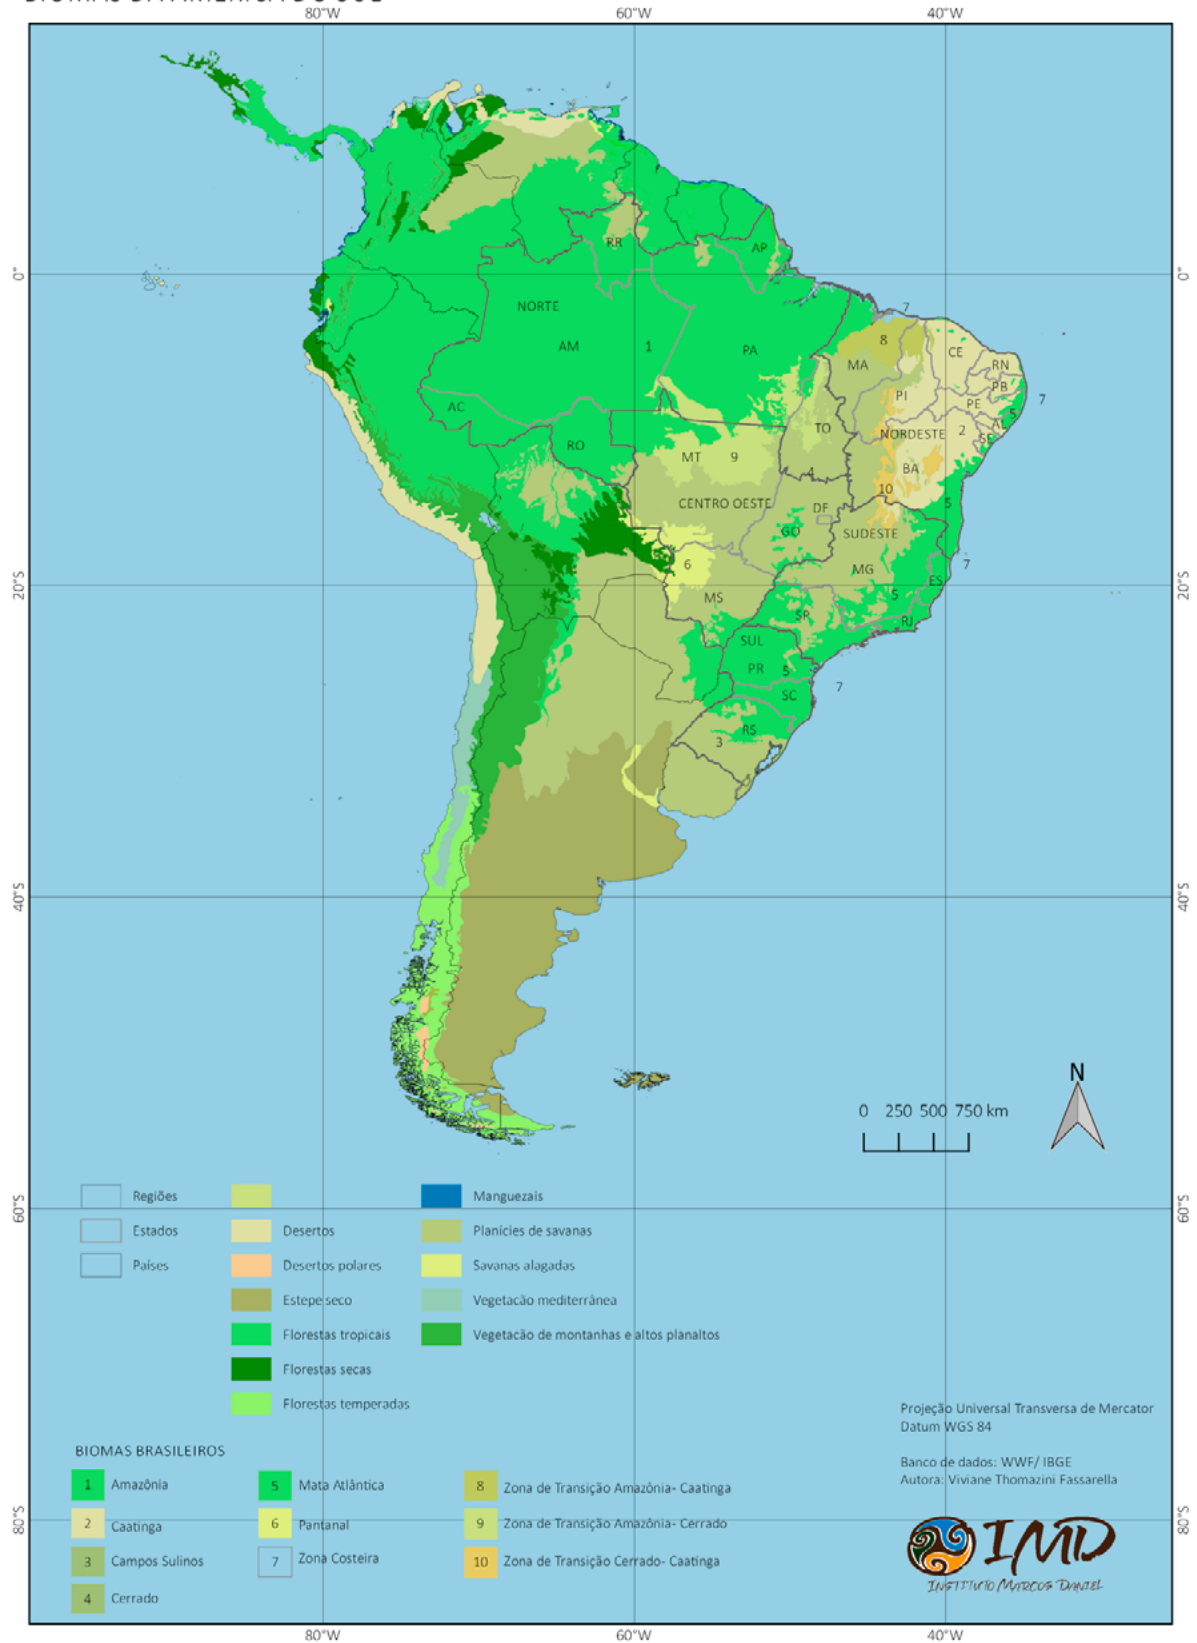 80°W 60°W 40°W
0° 0°
20°S 20°S
40°S 40°S
60°S 60°S
80°S 80°S
RR
AP
NORTE
AM
1
PA
7
8
MA
CE
RN
PB
PI
PE
7
5
AL
AC
NORDESTE
2
SE
RO
TO
MT
9
4
BA
10
CENTRO OESTE
DF
5
GO
SUDESTE
6
MG
7
ES
MS
5
SP
RJ
SUL
PR
5
SC
7
RS
3
N
0 250 500 750 km
Regiões
Estados
Países
Desertos
Desertos polares
Estepe seco
Florestas tropicais
Florestas secas
Florestas temperadas
Manguezais
Planícies de savanas
Savanas alagadas
Vegetacão mediterrânea
Vegetacão de montanhas e altos planaltos
Projeção Universal Transversa de Mercator
Datum WGS 84
Banco de dados: WWF/ IBGE
Autora: Viviane Thomazini Fassarella
BIOMAS BRASILEIROS
1 Amazônia
2 Caatinga
3 Campos Sulinos
4 Cerrado
5 Mata Atlântica
6 Pantanal
7 Zona Costeira
8 Zona de Transição Amazônia- Caatinga
9 Zona de Transição Amazônia- Cerrado
10 Zona de Transição Cerrado- Caatinga
IMD
INSTITUTO MARCOS DANIEL
80°W 60°W 40°W